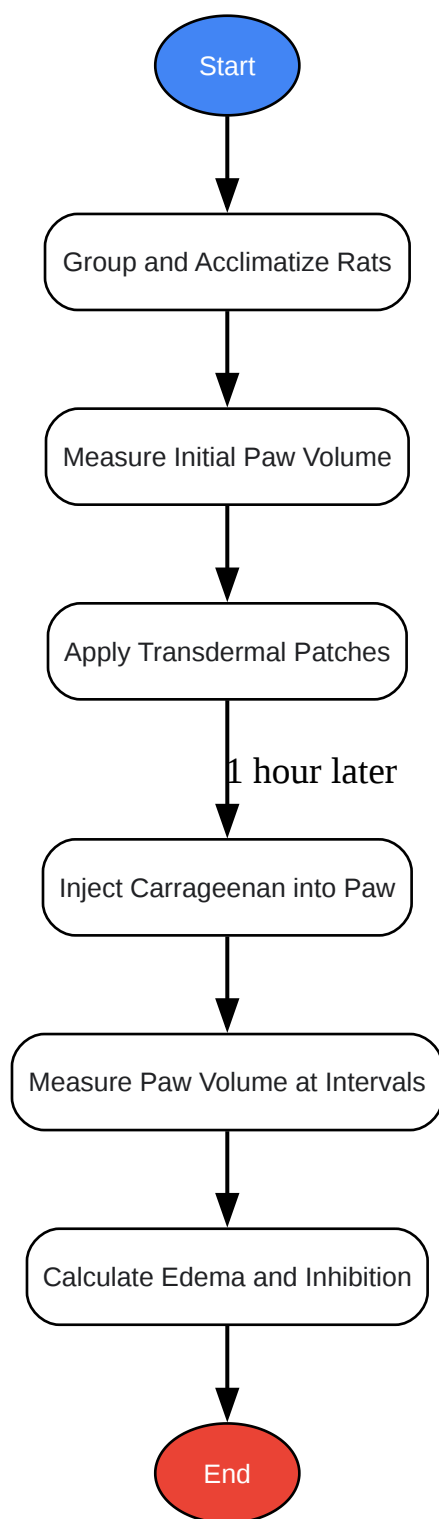 Start
Group and Acclimatize Rats
Measure Initial Paw Volume
Apply Transdermal Patches
1 hour later
Inject Carrageenan into Paw
Measure Paw Volume at Intervals
Calculate Edema and Inhibition
End